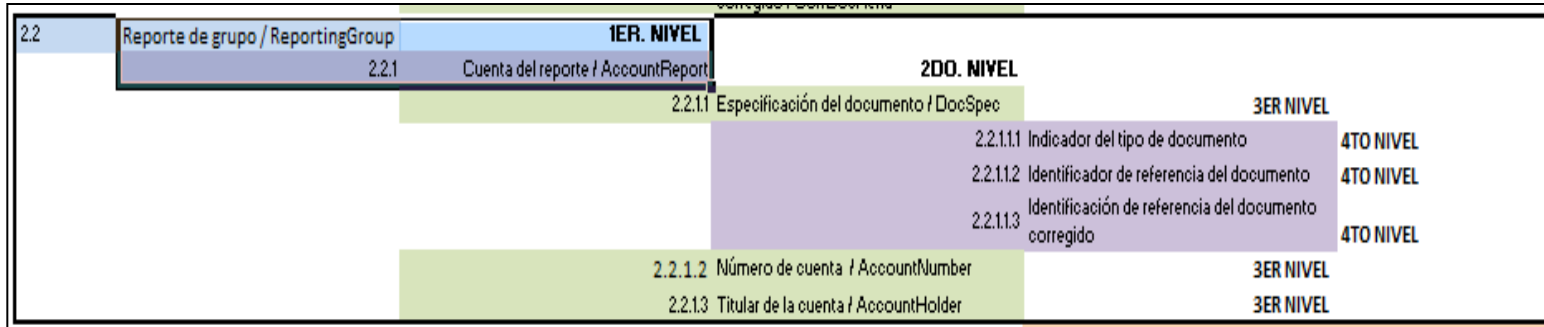 2.2 Reporte de grupo / ReportingGroup 1ER. NIVEL
2.2.1 Cuenta del reporte / AccountReport 2DO. NIVEL
2.2.1.1 Especificación del documento / DocSpec 3ER NIVEL
2.2.1.1.1 Indicador del tipo de documento 4TO NIVEL
2.2.1.1.2 Identificador de referencia del documento 4TO NIVEL
2.2.1.1.3 Identificación de referencia del documento
corregido 4TO NIVEL
2.2.1.2 Número de cuenta / AccountNumber 3ER NIVEL
2.2.1.3 Titular de la cuenta / AccountHolder 3ER NIVEL